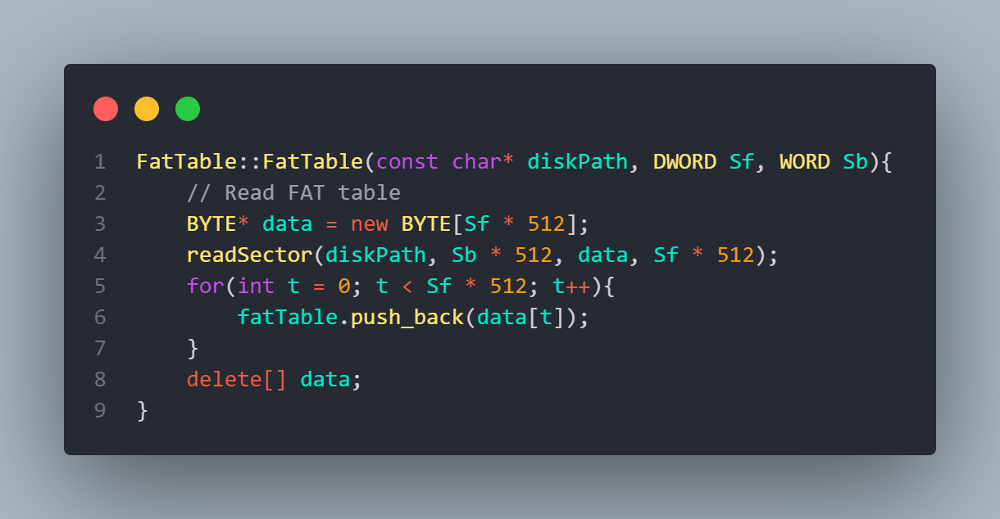 1 FatTable::FatTable(const char* diskPath, DWORD Sf, WORD Sb){
2     // Read FAT table
3     BYTE* data = new BYTE[Sf * 512];
4     readSector(diskPath, Sb * 512, data, Sf * 512);
5     for(int t = 0; t < Sf * 512; t++){
6         fatTable.push_back(data[t]);
7     }
8     delete[] data;
9 }